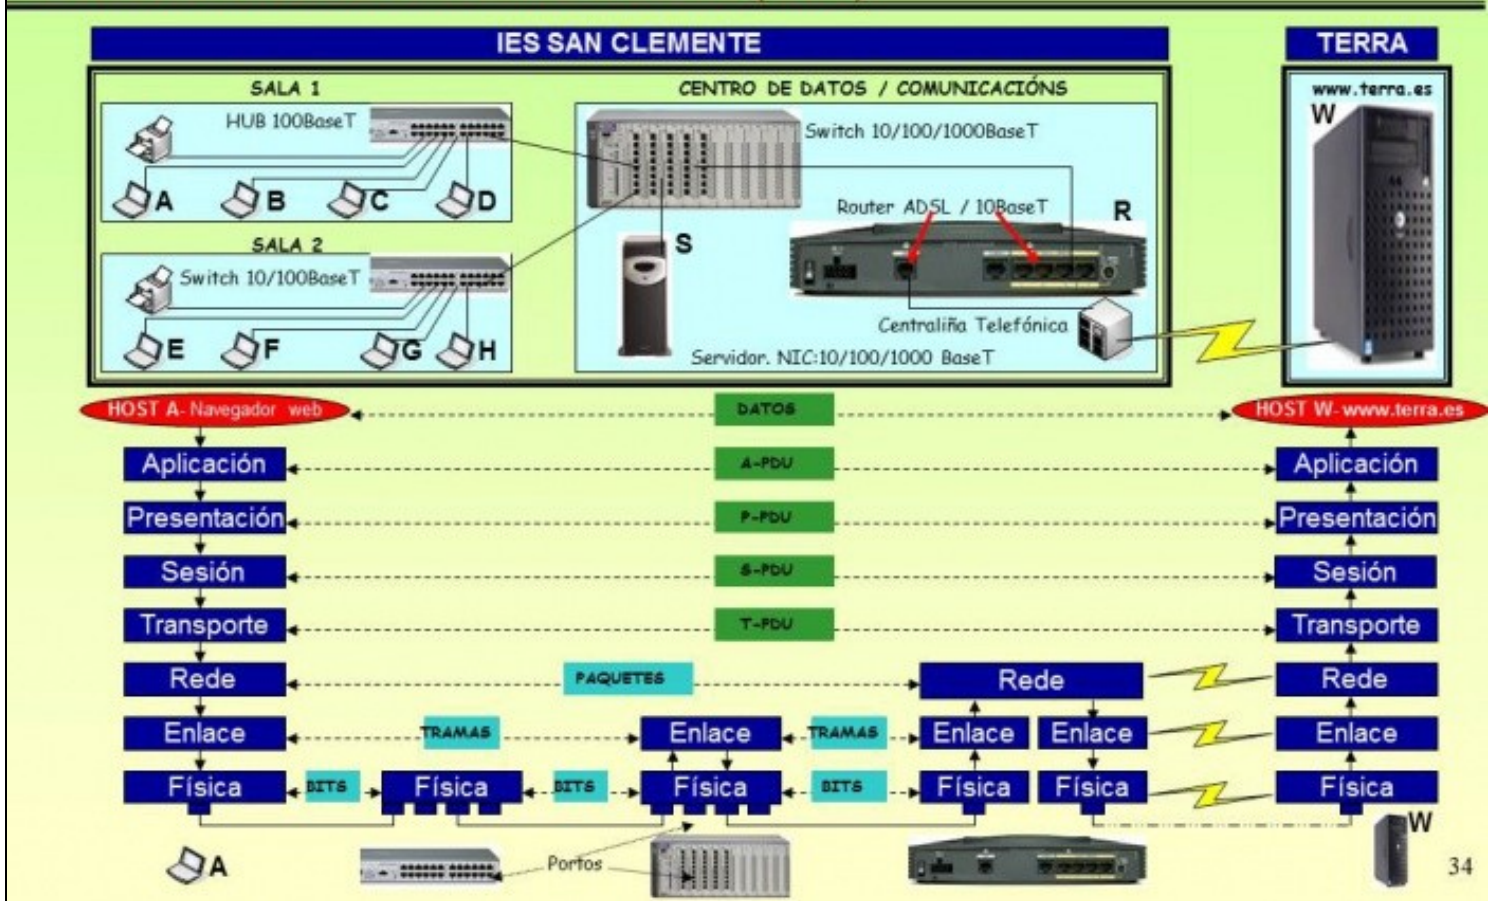 IES SAN CLEMENTE
TERRA
SALA 1
HUB 100BaseT
A
B
C
D
SALA 2
Switch 10/100BaseT
E
F
G
H
CENTRO DE DATOS / COMUNICACIÓNS
Switch 10/100/1000BaseT
Router ADSL / 10BaseT
R
S
Centraliña Telefónica
Servidor. NIC:10/100/1000 BaseT
www.terra.es
W
HOST A- Navegador web
DATOS
HOST W-www.terra.es
Aplicación
A-PDU
Aplicación
Presentación
P-PDU
Presentación
Sesión
S-PDU
Sesión
Transporte
T-PDU
Transporte
Rede
PAQUETES
Rede
Rede
Enlace
TRAMAS
Enlace
TRAMAS
Enlace
Enlace
Enlace
Física
BITS
Física
BITS
Física
BITS
Física
Física
Física
A
Portos
W
34